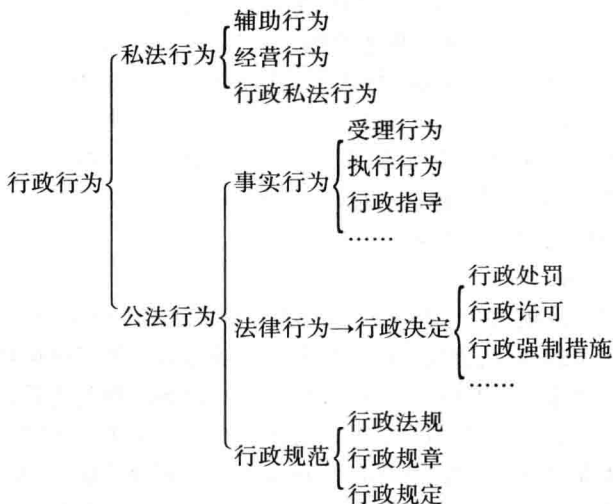 行政行为
私法行为
辅助行为
经营行为
行政私法行为
公法行为
事实行为
受理行为
执行行为
行政指导
……
法律行为→行政决定
行政处罚
行政许可
行政强制措施
……
行政规范
行政法规
行政规章
行政规定